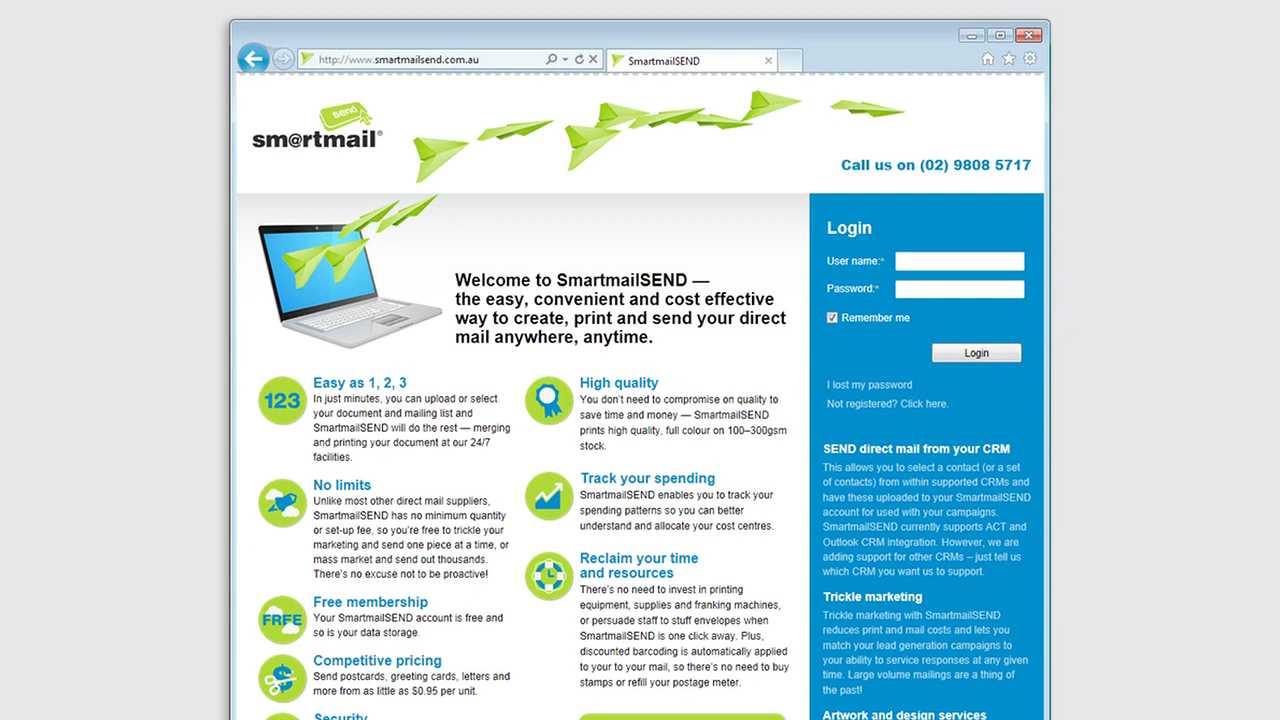 http://www.smartmailsend.com.au
SmartmailSEND
send
sm@rtmail®
Call us on (02) 9808 5717
Welcome to SmartmailSEND —
the easy, convenient and cost effective
way to create, print and send your direct
mail anywhere, anytime.
123
Easy as 1, 2, 3
In just minutes, you can upload or select
your document and mailing list and
SmartmailSEND will do the rest — merging
and printing your document at our 24/7
facilities.
No limits
Unlike most other direct mail suppliers,
SmartmailSEND has no minimum quantity
or set-up fee, so you're free to trickle your
marketing and send one piece at a time, or
mass market and send out thousands.
There's no excuse not to be proactive!
FREE
Free membership
Your SmartmailSEND account is free and
so is your data storage.
$
Competitive pricing
Send postcards, greeting cards, letters and
more from as little as $0.95 per unit.
Security
High quality
You don't need to compromise on quality to
save time and money — SmartmailSEND
prints high quality, full colour on 100–300gsm
stock.
Track your spending
SmartmailSEND enables you to track your
spending patterns so you can better
understand and allocate your cost centres.
Reclaim your time
and resources
There's no need to invest in printing
equipment, supplies and franking machines,
or persuade staff to stuff envelopes when
SmartmailSEND is one click away. Plus,
discounted barcoding is automatically applied
to your to your mail, so there's no need to buy
stamps or refill your postage meter.
Login
User name:*
Password:*
Remember me
Login
I lost my password
Not registered? Click here.
SEND direct mail from your CRM
This allows you to select a contact (or a set
of contacts) from within supported CRMs and
have these uploaded to your SmartmailSEND
account for used with your campaigns.
SmartmailSEND currently supports ACT and
Outlook CRM integration. However, we are
adding support for other CRMs – just tell us
which CRM you want us to support.
Trickle marketing
Trickle marketing with SmartmailSEND
reduces print and mail costs and lets you
match your lead generation campaigns to
your ability to service responses at any given
time. Large volume mailings are a thing of
the past!
Artwork and design services